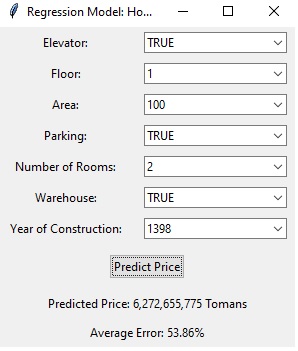 Regression Model: Ho...
Elevator: TRUE
Floor: 1
Area: 100
Parking: TRUE
Number of Rooms: 2
Warehouse: TRUE
Year of Construction: 1398
Predict Price
Predicted Price: 6,272,655,775 Tomans
Average Error: 53.86%